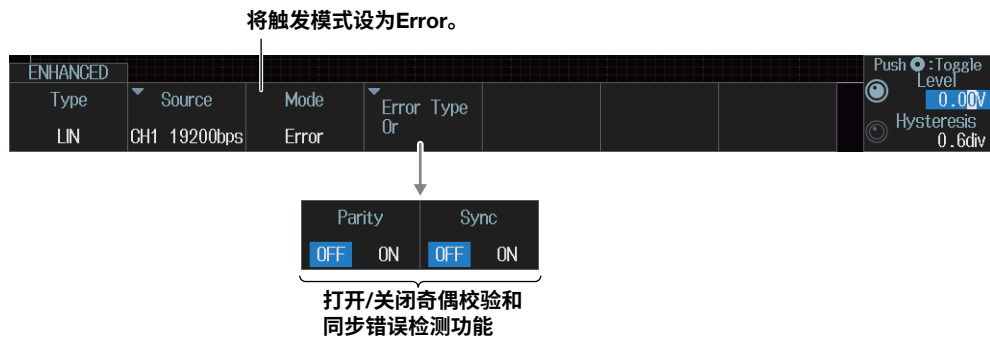 将触发模式设为Error。
ENHANCED
Type
LIN
Source
CH1 19200bps
Mode
Error
Error Type
Or
Push :Toggle
Level
0.00V
Hysteresis
0.6div
Parity
OFF ON
Sync
OFF ON
打开/关闭奇偶校验和
同步错误检测功能